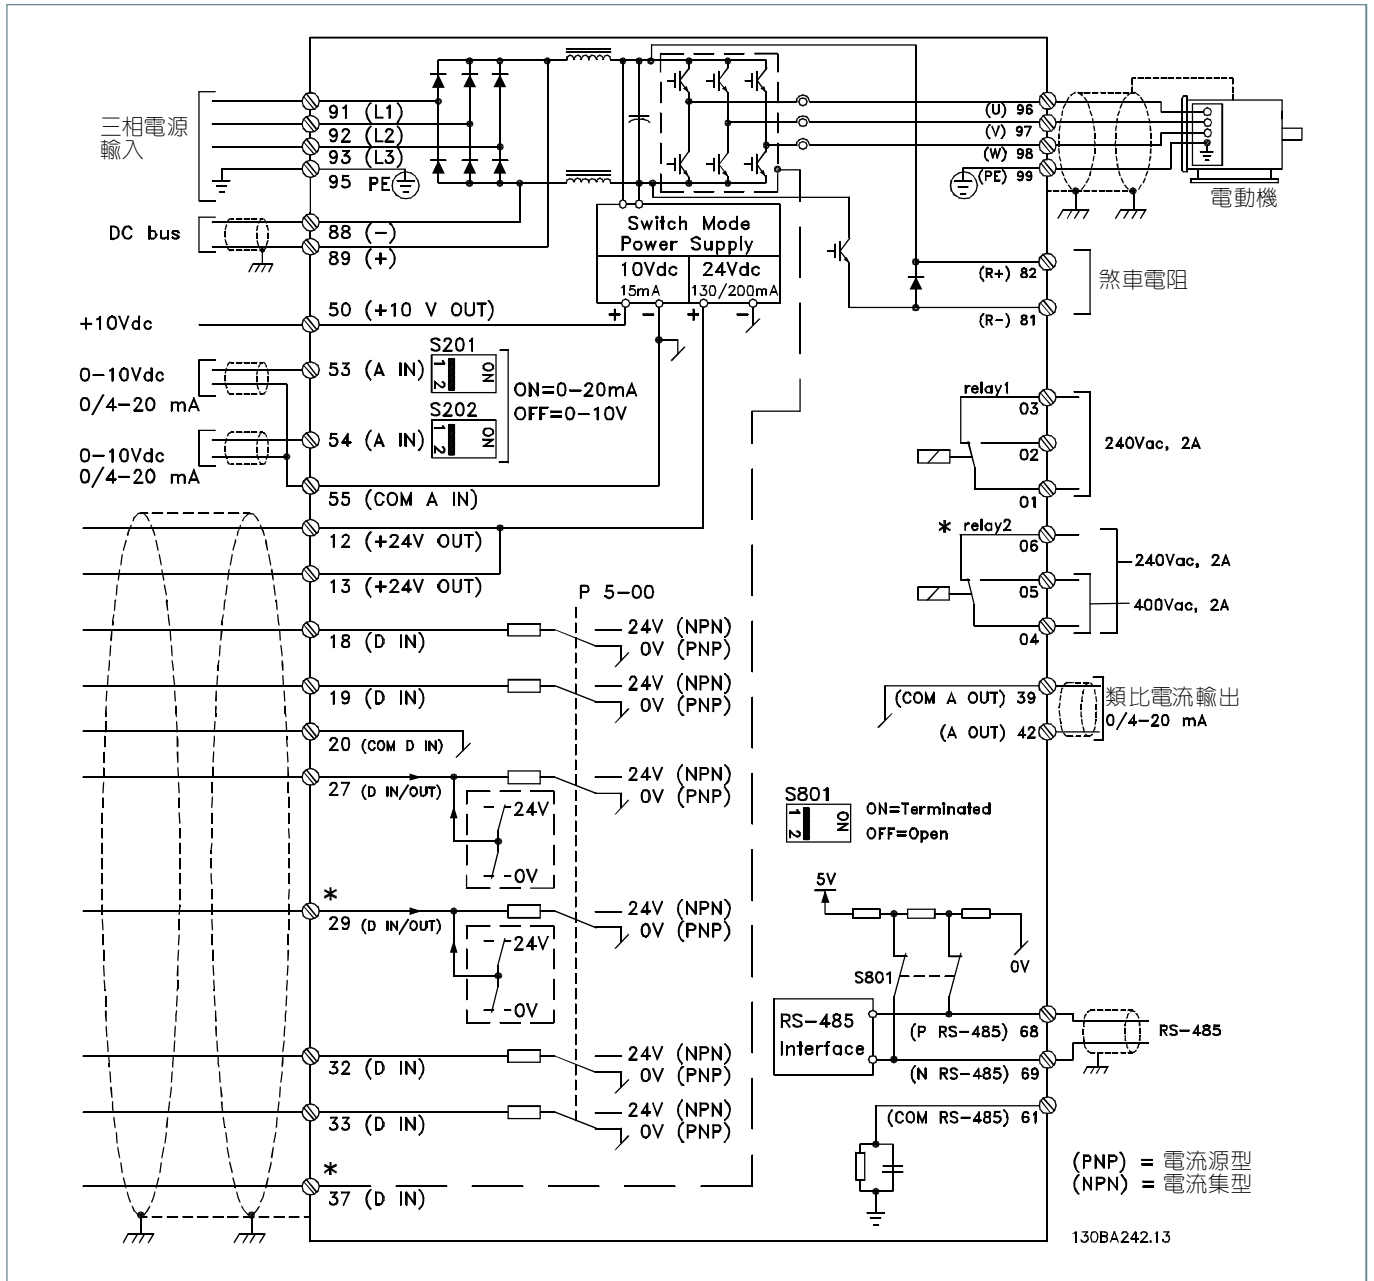 三相電源
輸入
91 (L1)
92 (L2)
93 (L3)
95 PE
DC bus
88 (-)
89 (+)
+10Vdc
50 (+10 V OUT)
0-10Vdc
0/4-20 mA
53 (A IN)
S201
1
2
ON
ON=0-20mA
OFF=0-10V
0-10Vdc
0/4-20 mA
54 (A IN)
S202
1
2
ON
55 (COM A IN)
12 (+24V OUT)
13 (+24V OUT)
P 5-00
18 (D IN)
24V (NPN)
0V (PNP)
19 (D IN)
24V (NPN)
0V (PNP)
20 (COM D IN)
27 (D IN/OUT)
24V (NPN)
0V (PNP)
24V
0V
*
29 (D IN/OUT)
24V (NPN)
0V (PNP)
24V
0V
32 (D IN)
24V (NPN)
0V (PNP)
33 (D IN)
24V (NPN)
0V (PNP)
*
37 (D IN)
Switch Mode
Power Supply
10Vdc
15mA
24Vdc
130/200mA
+ - + -
(U) 96
(V) 97
(W) 98
(PE) 99
電動機
(R+) 82
(R-) 81
煞車電阻
relay1
03
02
01
240Vac, 2A
* relay2
06
05
04
240Vac, 2A
400Vac, 2A
(COM A OUT) 39
(A OUT) 42
類比電流輸出
0/4-20 mA
S801
1
2
ON
ON=Terminated
OFF=Open
5V
0V
S801
RS-485
Interface
(P RS-485) 68
(N RS-485) 69
RS-485
(COM RS-485) 61
(PNP) = 電流源型
(NPN) = 電流集型
130BA242.13